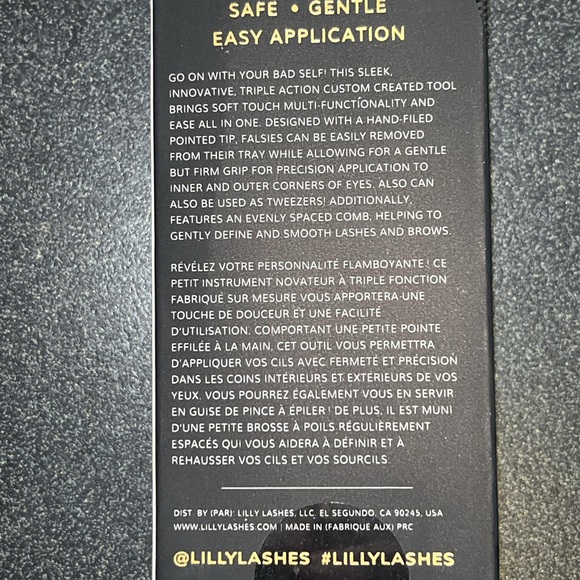 SAFE • GENTLE
EASY APPLICATION
GO ON WITH YOUR BAD SELF! THIS SLEEK,
INNOVATIVE, TRIPLE ACTION CUSTOM CREATED TOOL
BRINGS SOFT TOUCH MULTI-FUNCTIONALITY AND
EASE ALL IN ONE. DESIGNED WITH A HAND-FILED
POINTED TIP, FALSIES CAN BE EASILY REMOVED
FROM THEIR TRAY WHILE ALLOWING FOR A GENTLE
BUT FIRM GRIP FOR PRECISION APPLICATION TO
INNER AND OUTER CORNERS OF EYES. ALSO CAN
ALSO BE USED AS TWEEZERS! ADDITIONALLY,
FEATURES AN EVENLY SPACED COMB, HELPING TO
GENTLY DEFINE AND SMOOTH LASHES AND BROWS.
RÉVÉLEZ VOTRE PERSONNALITÉ FLAMBOYANTE ! CE
PETIT INSTRUMENT NOVATEUR À TRIPLE FONCTION
FABRIQUÉ SUR MESURE VOUS APPORTERA UNE
TOUCHE DE DOUCEUR ET UNE FACILITÉ
D'UTILISATION. COMPORTANT UNE PETITE POINTE
EFFILÉE À LA MAIN, CET OUTIL VOUS PERMETTRA
D'APPLIQUER VOS CILS AVEC FERMETÉ ET PRÉCISION
DANS LES COINS INTÉRIEURS ET EXTÉRIEURS DE VOS
YEUX. VOUS POURREZ ÉGALEMENT VOUS EN SERVIR
EN GUISE DE PINCE À ÉPILER ! DE PLUS, IL EST MUNI
D'UNE PETITE BROSSE À POILS RÉGULIÈREMENT
ESPACÉS QUI VOUS AIDERA À DÉFINIR ET À
REHAUSSER VOS CILS ET VOS SOURCILS.
DIST. BY (PAR): LILLY LASHES, LLC, EL SEGUNDO, CA 90245, USA
WWW.LILLYLASHES.COM | MADE IN (FABRIQUE AUX) PRC
@LILLYLASHES #LILLYLASHES